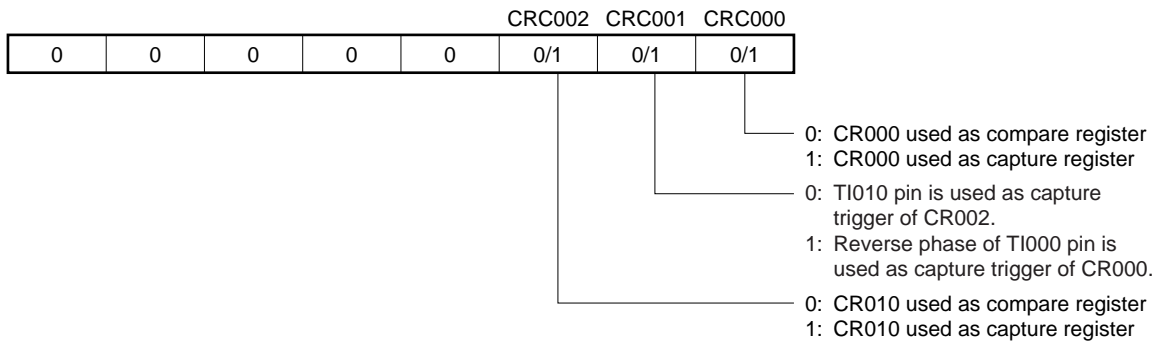 CRC002 CRC001 CRC000
0 0 0 0 0 0/1 0/1 0/1
0: CR000 used as compare register
1: CR000 used as capture register
0: TI010 pin is used as capture
trigger of CR002.
1: Reverse phase of TI000 pin is
used as capture trigger of CR000.
0: CR010 used as compare register
1: CR010 used as capture register